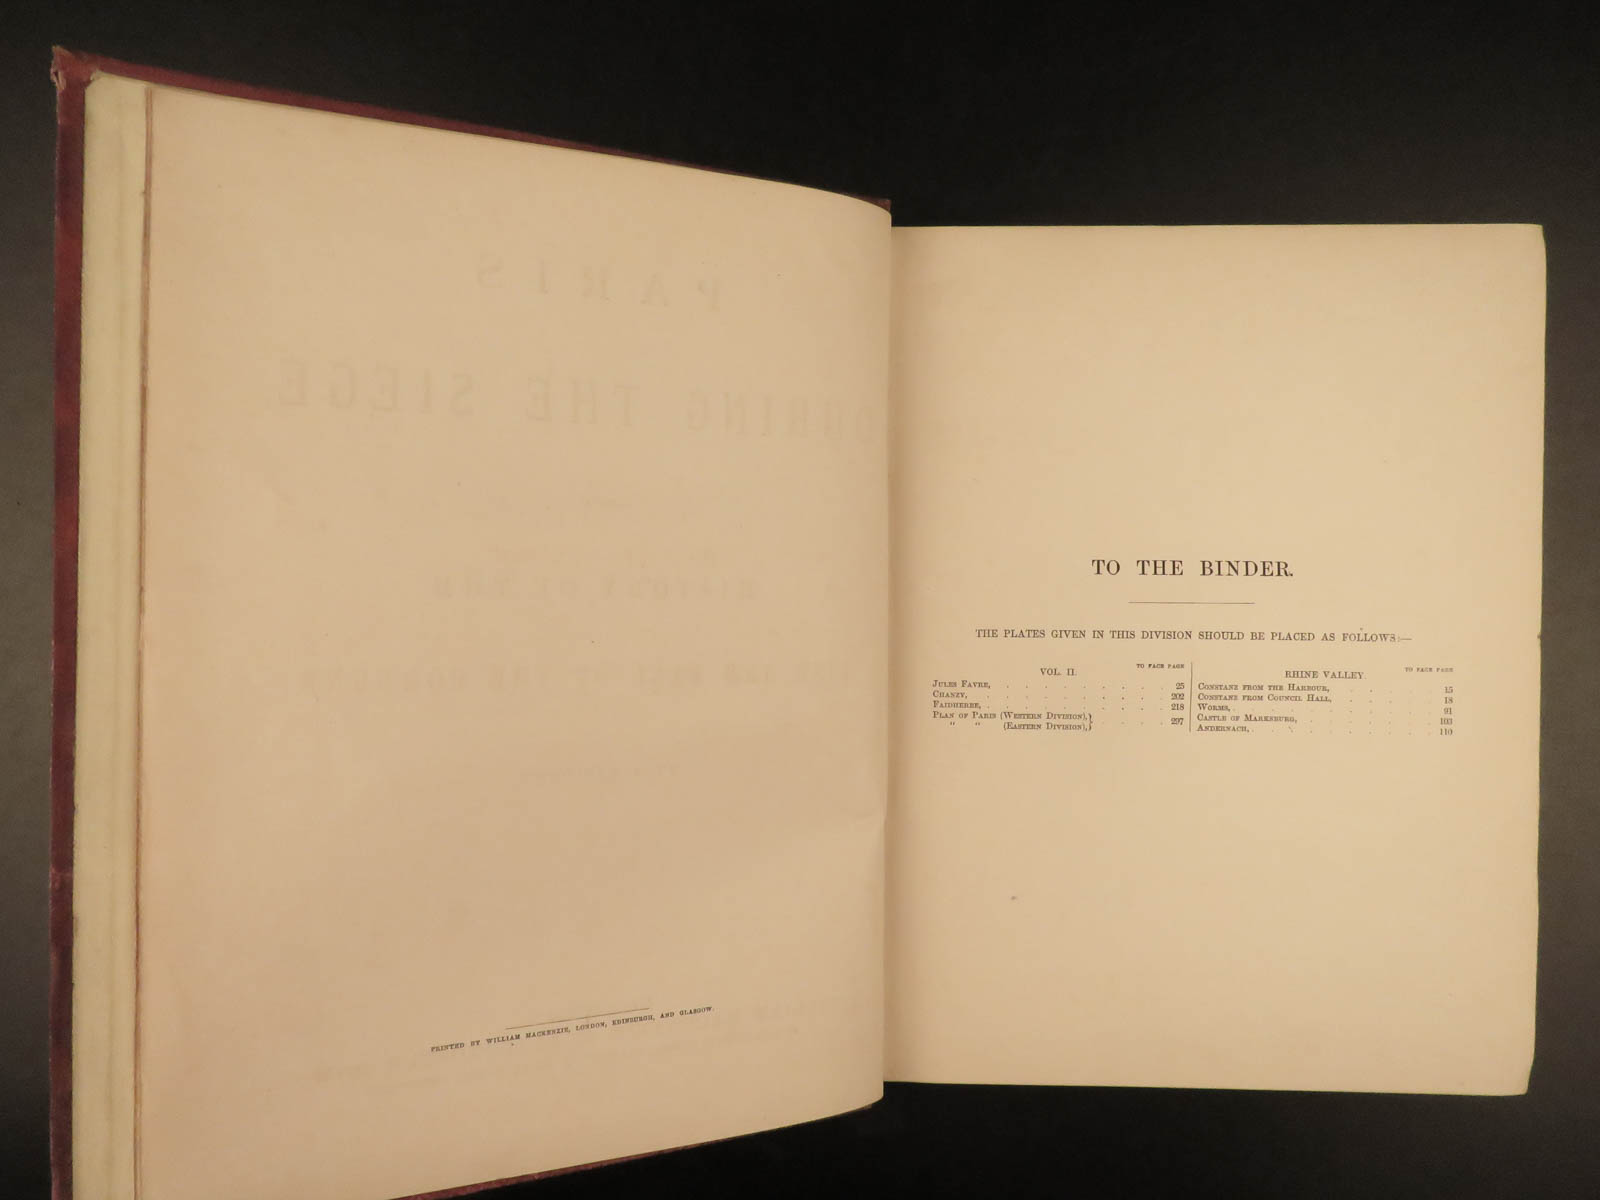 PRINTED BY WILLIAM MACKENZIE, LONDON, EDINBURGH, AND GLASGOW.
TO THE BINDER.
THE PLATES GIVEN IN THIS DIVISION SHOULD BE PLACED AS FOLLOWS:—
VOL. II. TO FACE PAGE
JULES FAVRE, . . . . . . . . 25
CHANZY, . . . . . . . . . 202
FAIDHERBE, . . . . . . . . . 218
PLAN OF PARIS (WESTERN DIVISION),} . . . . 297
" " (EASTERN DIVISION),}
RHINE VALLEY. TO FACE PAGE
CONSTANZ FROM THE HARBOUR, . . . . . 15
CONSTANZ FROM COUNCIL HALL, . . . . 18
WORMS, . . . . . . . . . . 91
CASTLE OF MARKSBURG, . . . . . . . 103
ANDERNACH, . . . . . . . . . 110